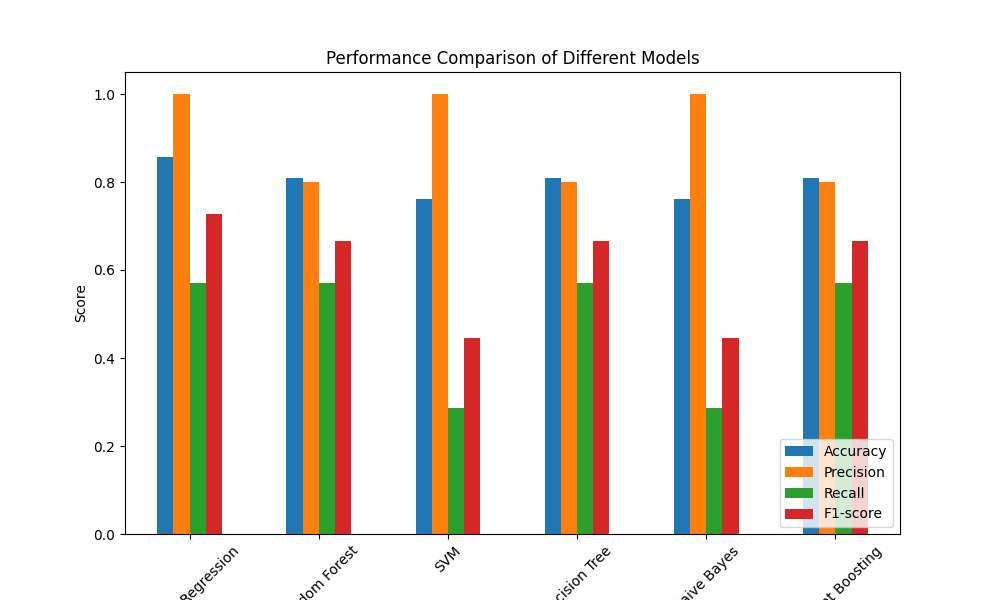 Performance Comparison of Different Models
Score
1.0
0.8
0.6
0.4
0.2
0.0
Accuracy
Precision
Recall
F1-score
Regression
dom Forest
SVM
cision Tree
aive Bayes
t Boosting